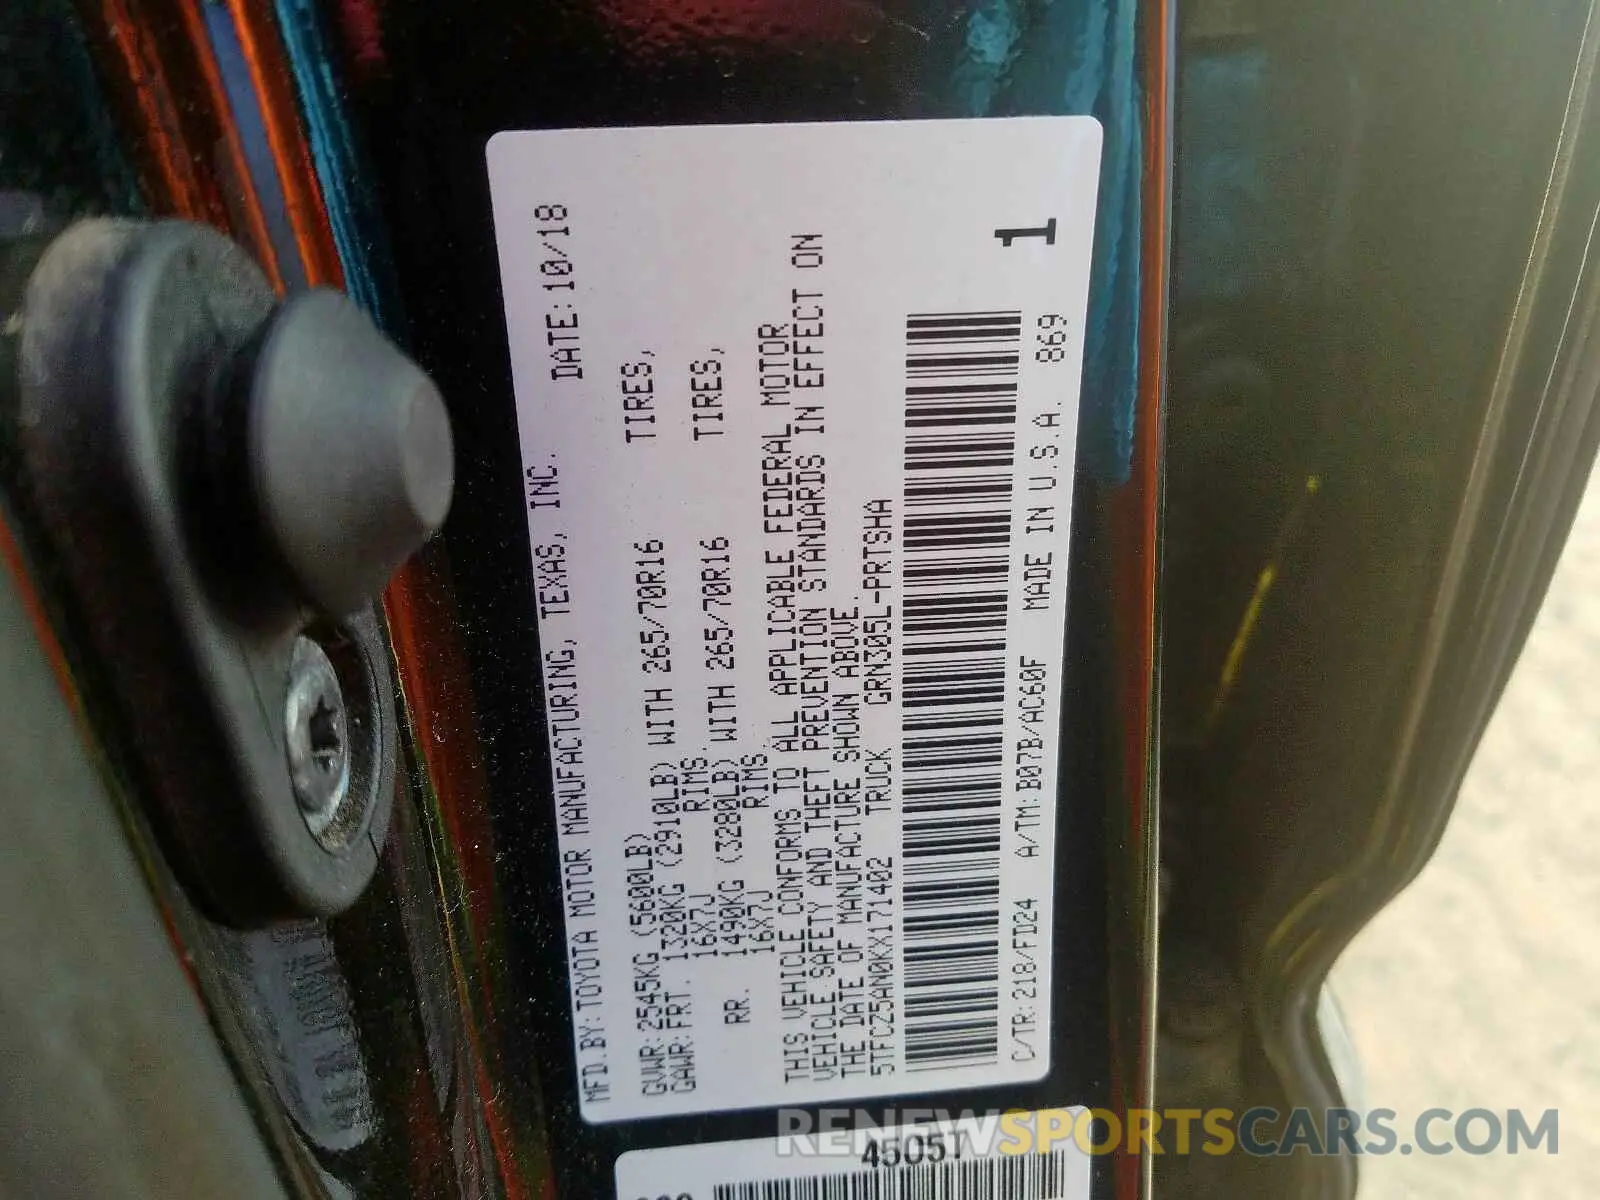 MFD.BY:TOYOTA MOTOR MANUFACTURING, TEXAS, INC. DATE:10/18
GVWR:2545KG (5600LB)
GAWR:FRT. 1320KG (2910LB) WITH 265/70R16 TIRES,
16X7J RIMS.
RR. 1490KG (3280LB) WITH 265/70R16 TIRES,
16X7J RIMS.
THIS VEHICLE CONFORMS TO ALL APPLICABLE FEDERAL MOTOR
VEHICLE SAFETY AND THEFT PREVENTION STANDARDS IN EFFECT ON
THE DATE OF MANUFACTURE SHOWN ABOVE.
5TFCZ5AN0KX171402 TRUCK GRN305L-PRTSHA
C/TR:218/FD24 A/TM:B07B/AC60F MADE IN U.S.A. 869
1
4505T
RENEWSPORTSCARS.COM